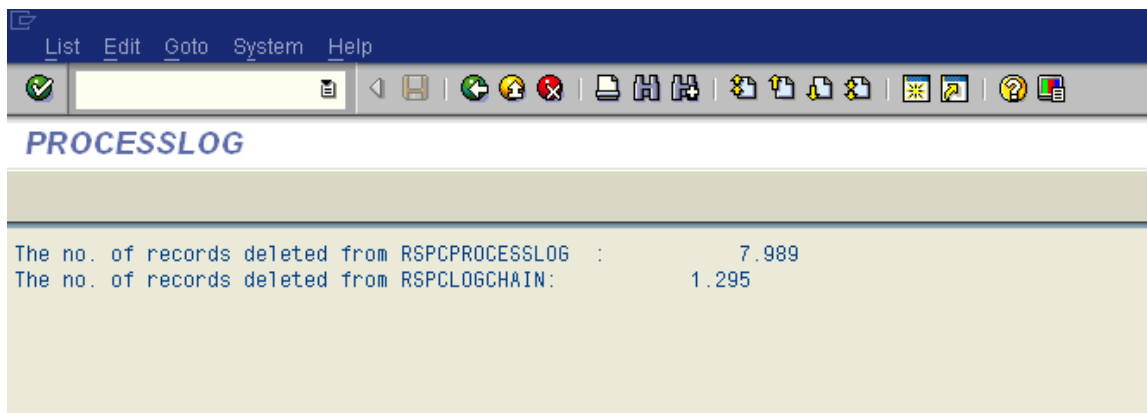 List Edit Goto System Help
PROCESSLOG
The no. of records deleted from RSPCPROCESSLOG : 7.989
The no. of records deleted from RSPCLOGCHAIN: 1.295